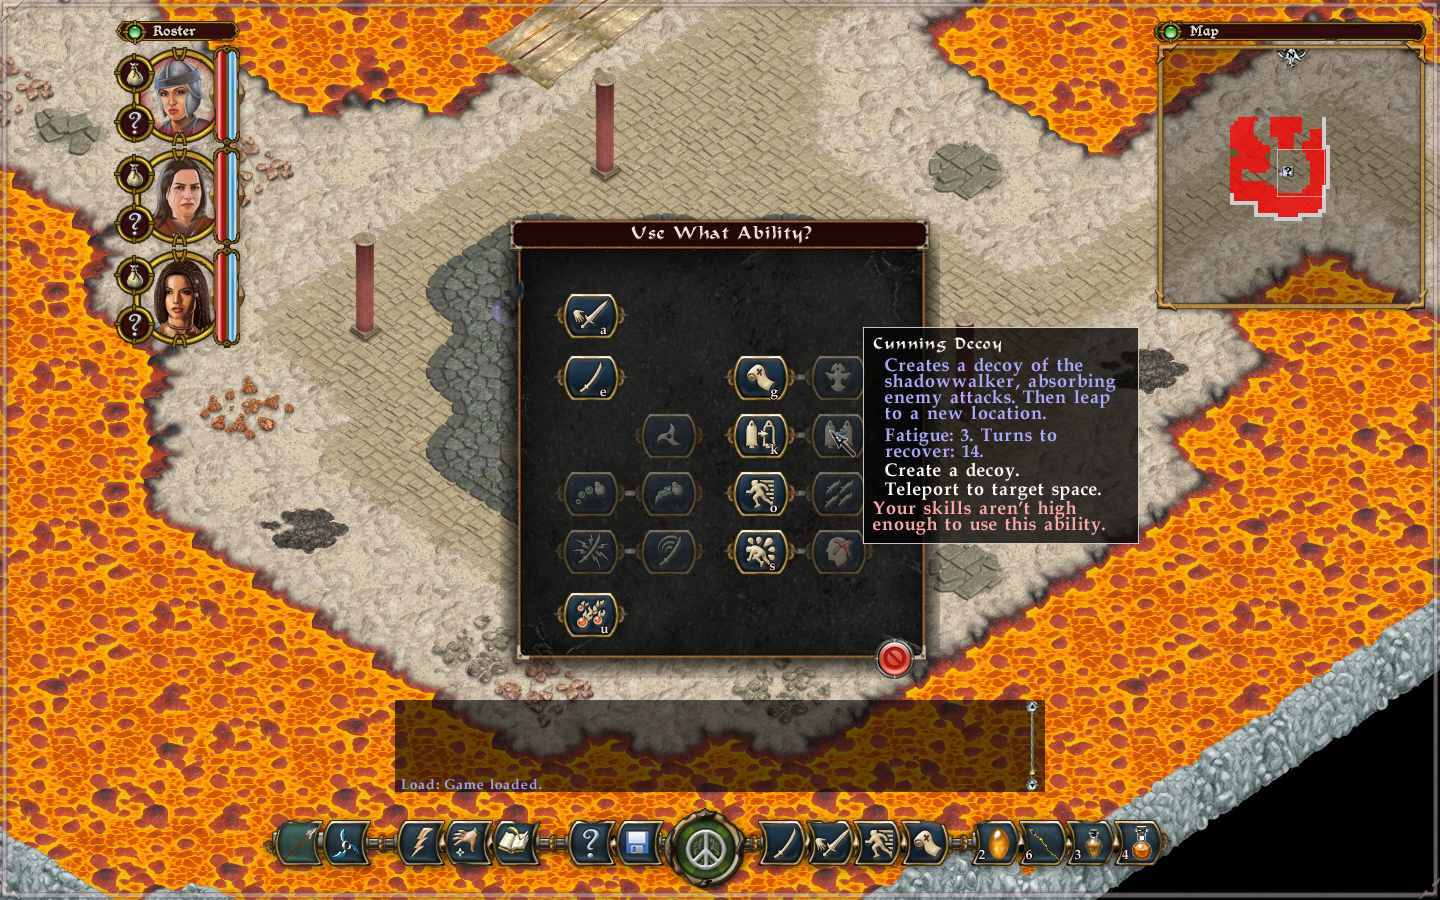 Roster
Map
N
?
?
?
Use What Ability?
a
e
g
k
o
s
u
Cunning Decoy
Creates a decoy of the
shadowwalker, absorbing
enemy attacks. Then leap
to a new location.
Fatigue: 3. Turns to
recover: 14.
Create a decoy.
Teleport to target space.
Your skills aren't high
enough to use this ability.
Load: Game loaded.
?
2
6
3
4